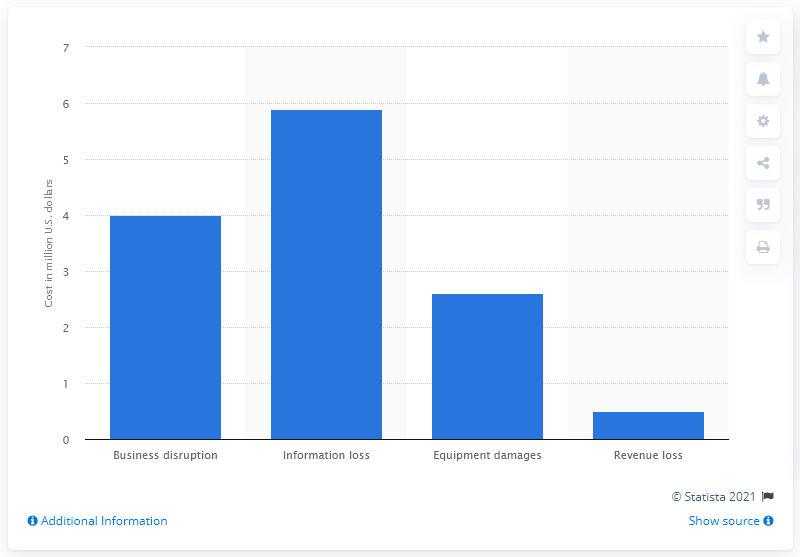 7
6
5
4
3
2
1
0
Cost in million U.S. dollars
Business disruption
Information loss
Equipment damages
Revenue loss
© Statista 2021
Additional Information
Show source